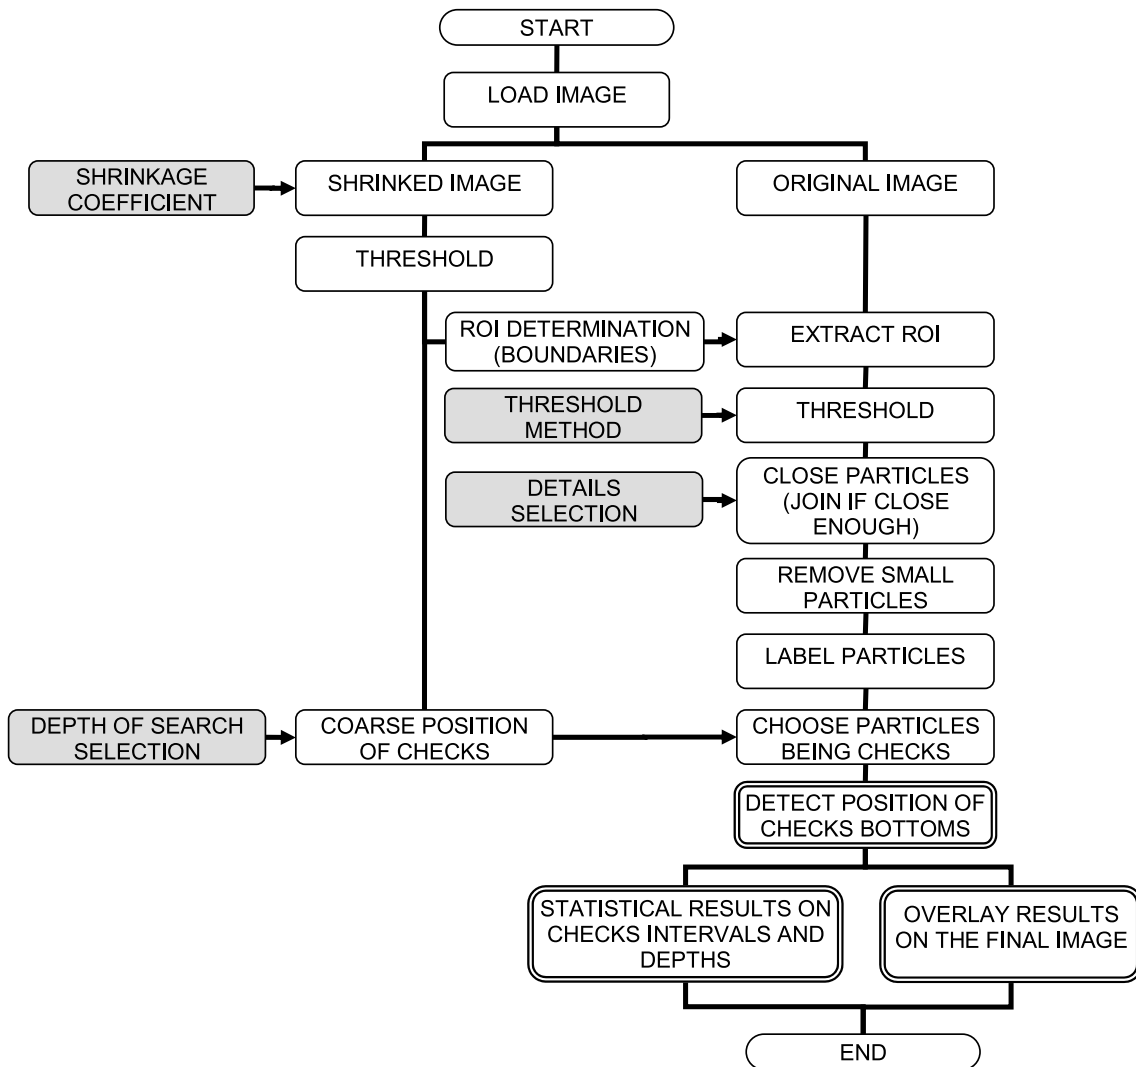 START
LOAD IMAGE
SHRINKAGE
COEFFICIENT
SHRINKED IMAGE
ORIGINAL IMAGE
THRESHOLD
ROI DETERMINATION
(BOUNDARIES)
EXTRACT ROI
THRESHOLD
METHOD
THRESHOLD
DETAILS
SELECTION
CLOSE PARTICLES
(JOIN IF CLOSE
ENOUGH)
REMOVE SMALL
PARTICLES
LABEL PARTICLES
DEPTH OF SEARCH
SELECTION
COARSE POSITION
OF CHECKS
CHOOSE PARTICLES
BEING CHECKS
DETECT POSITION OF
CHECKS BOTTOMS
STATISTICAL RESULTS ON
CHECKS INTERVALS AND
DEPTHS
OVERLAY RESULTS
ON THE FINAL IMAGE
END